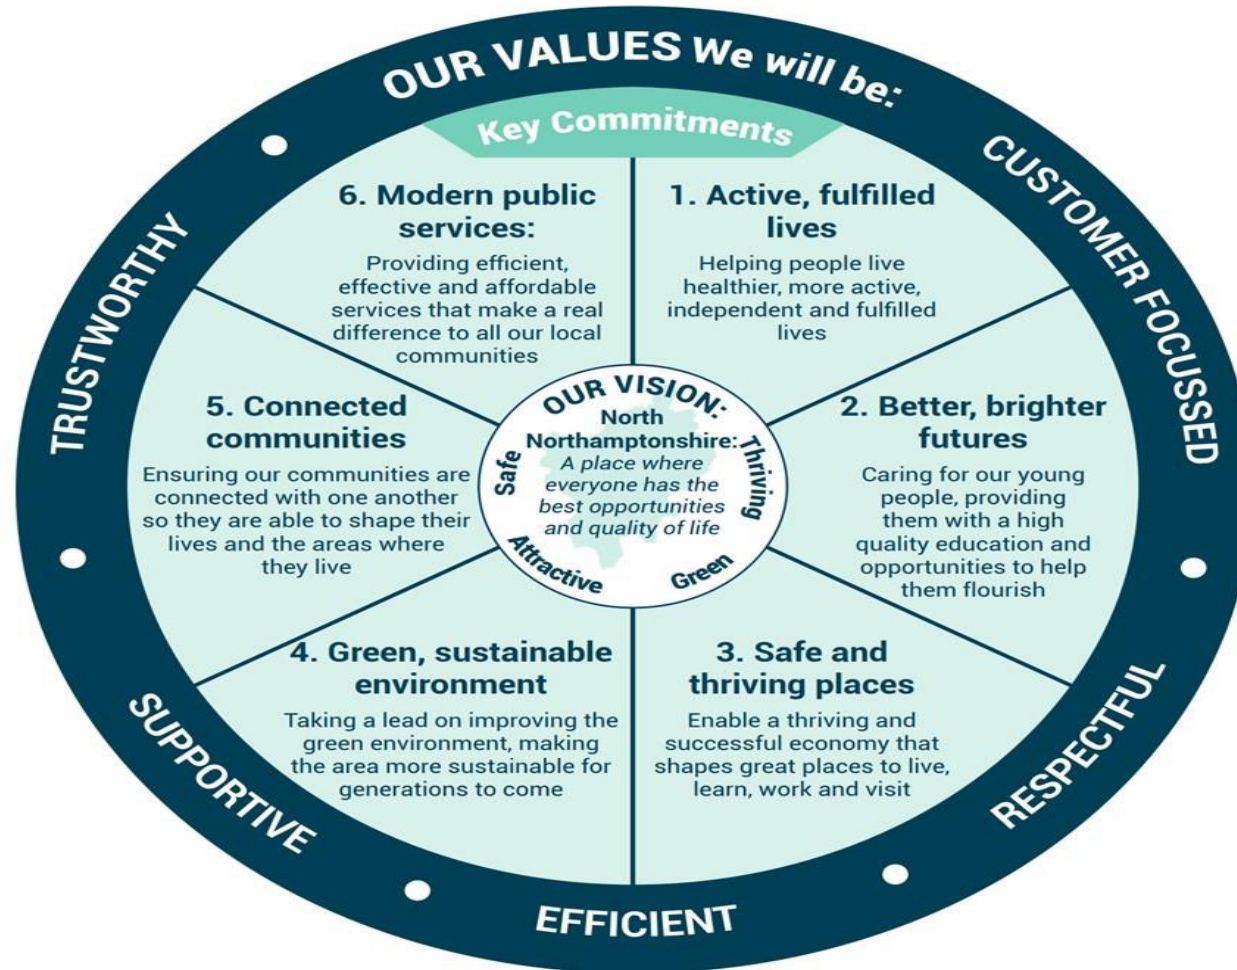 OUR VALUES We will be:
CUSTOMER FOCUSSED
RESPECTFUL
EFFICIENT
SUPPORTIVE
TRUSTWORTHY
Key Commitments
1. Active, fulfilled
lives
Helping people live
healthier, more active,
independent and fulfilled
lives
2. Better, brighter
futures
Caring for our young
people, providing
them with a high
quality education and
opportunities to help
them flourish
3. Safe and
thriving places
Enable a thriving and
successful economy that
shapes great places to live,
learn, work and visit
4. Green, sustainable
environment
Taking a lead on improving the
green environment, making
the area more sustainable for
generations to come
5. Connected
communities
Ensuring our communities are
connected with one another
so they are able to shape their
lives and the areas where
they live
6. Modern public
services:
Providing efficient,
effective and affordable
services that make a real
difference to all our local
communities
OUR VISION:
North
Northamptonshire:
A place where
everyone has the
best opportunities
and quality of life
Safe
Thriving
Attractive
Green